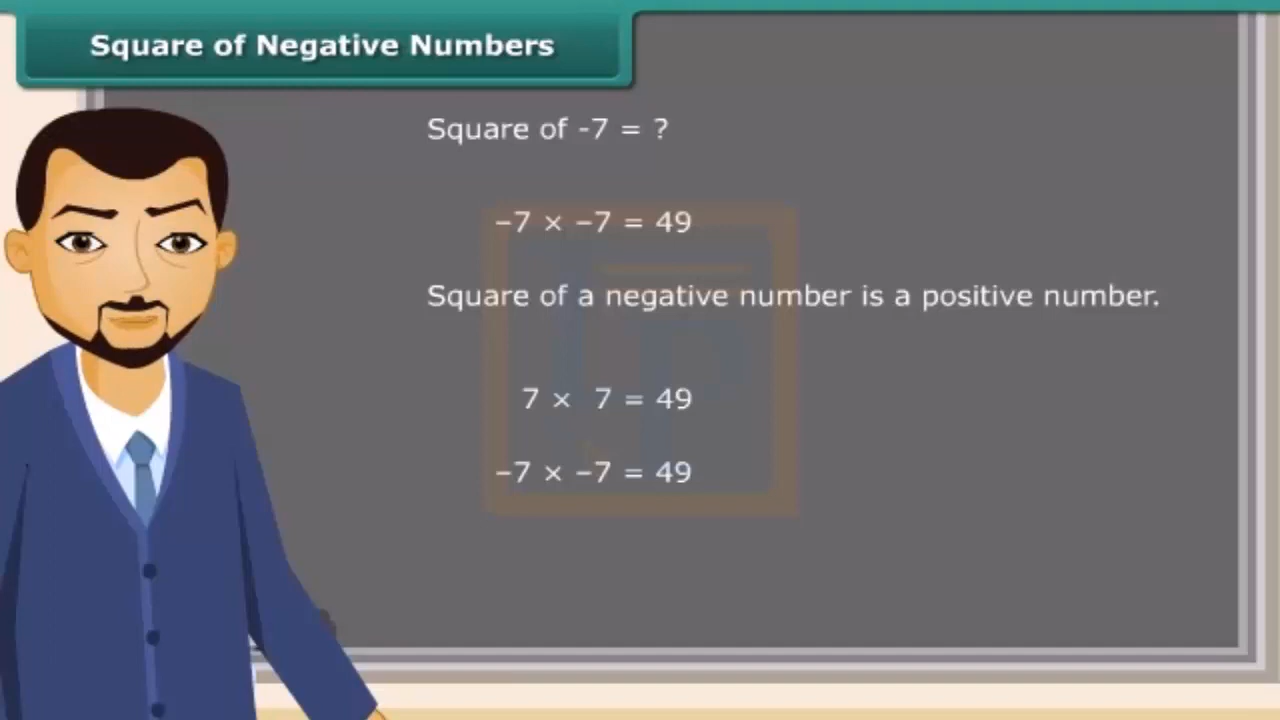 Square of Negative Numbers
Square of -7 = ?
–7 × –7 = 49
Square of a negative number is a positive number.
7 × 7 = 49
–7 × –7 = 49